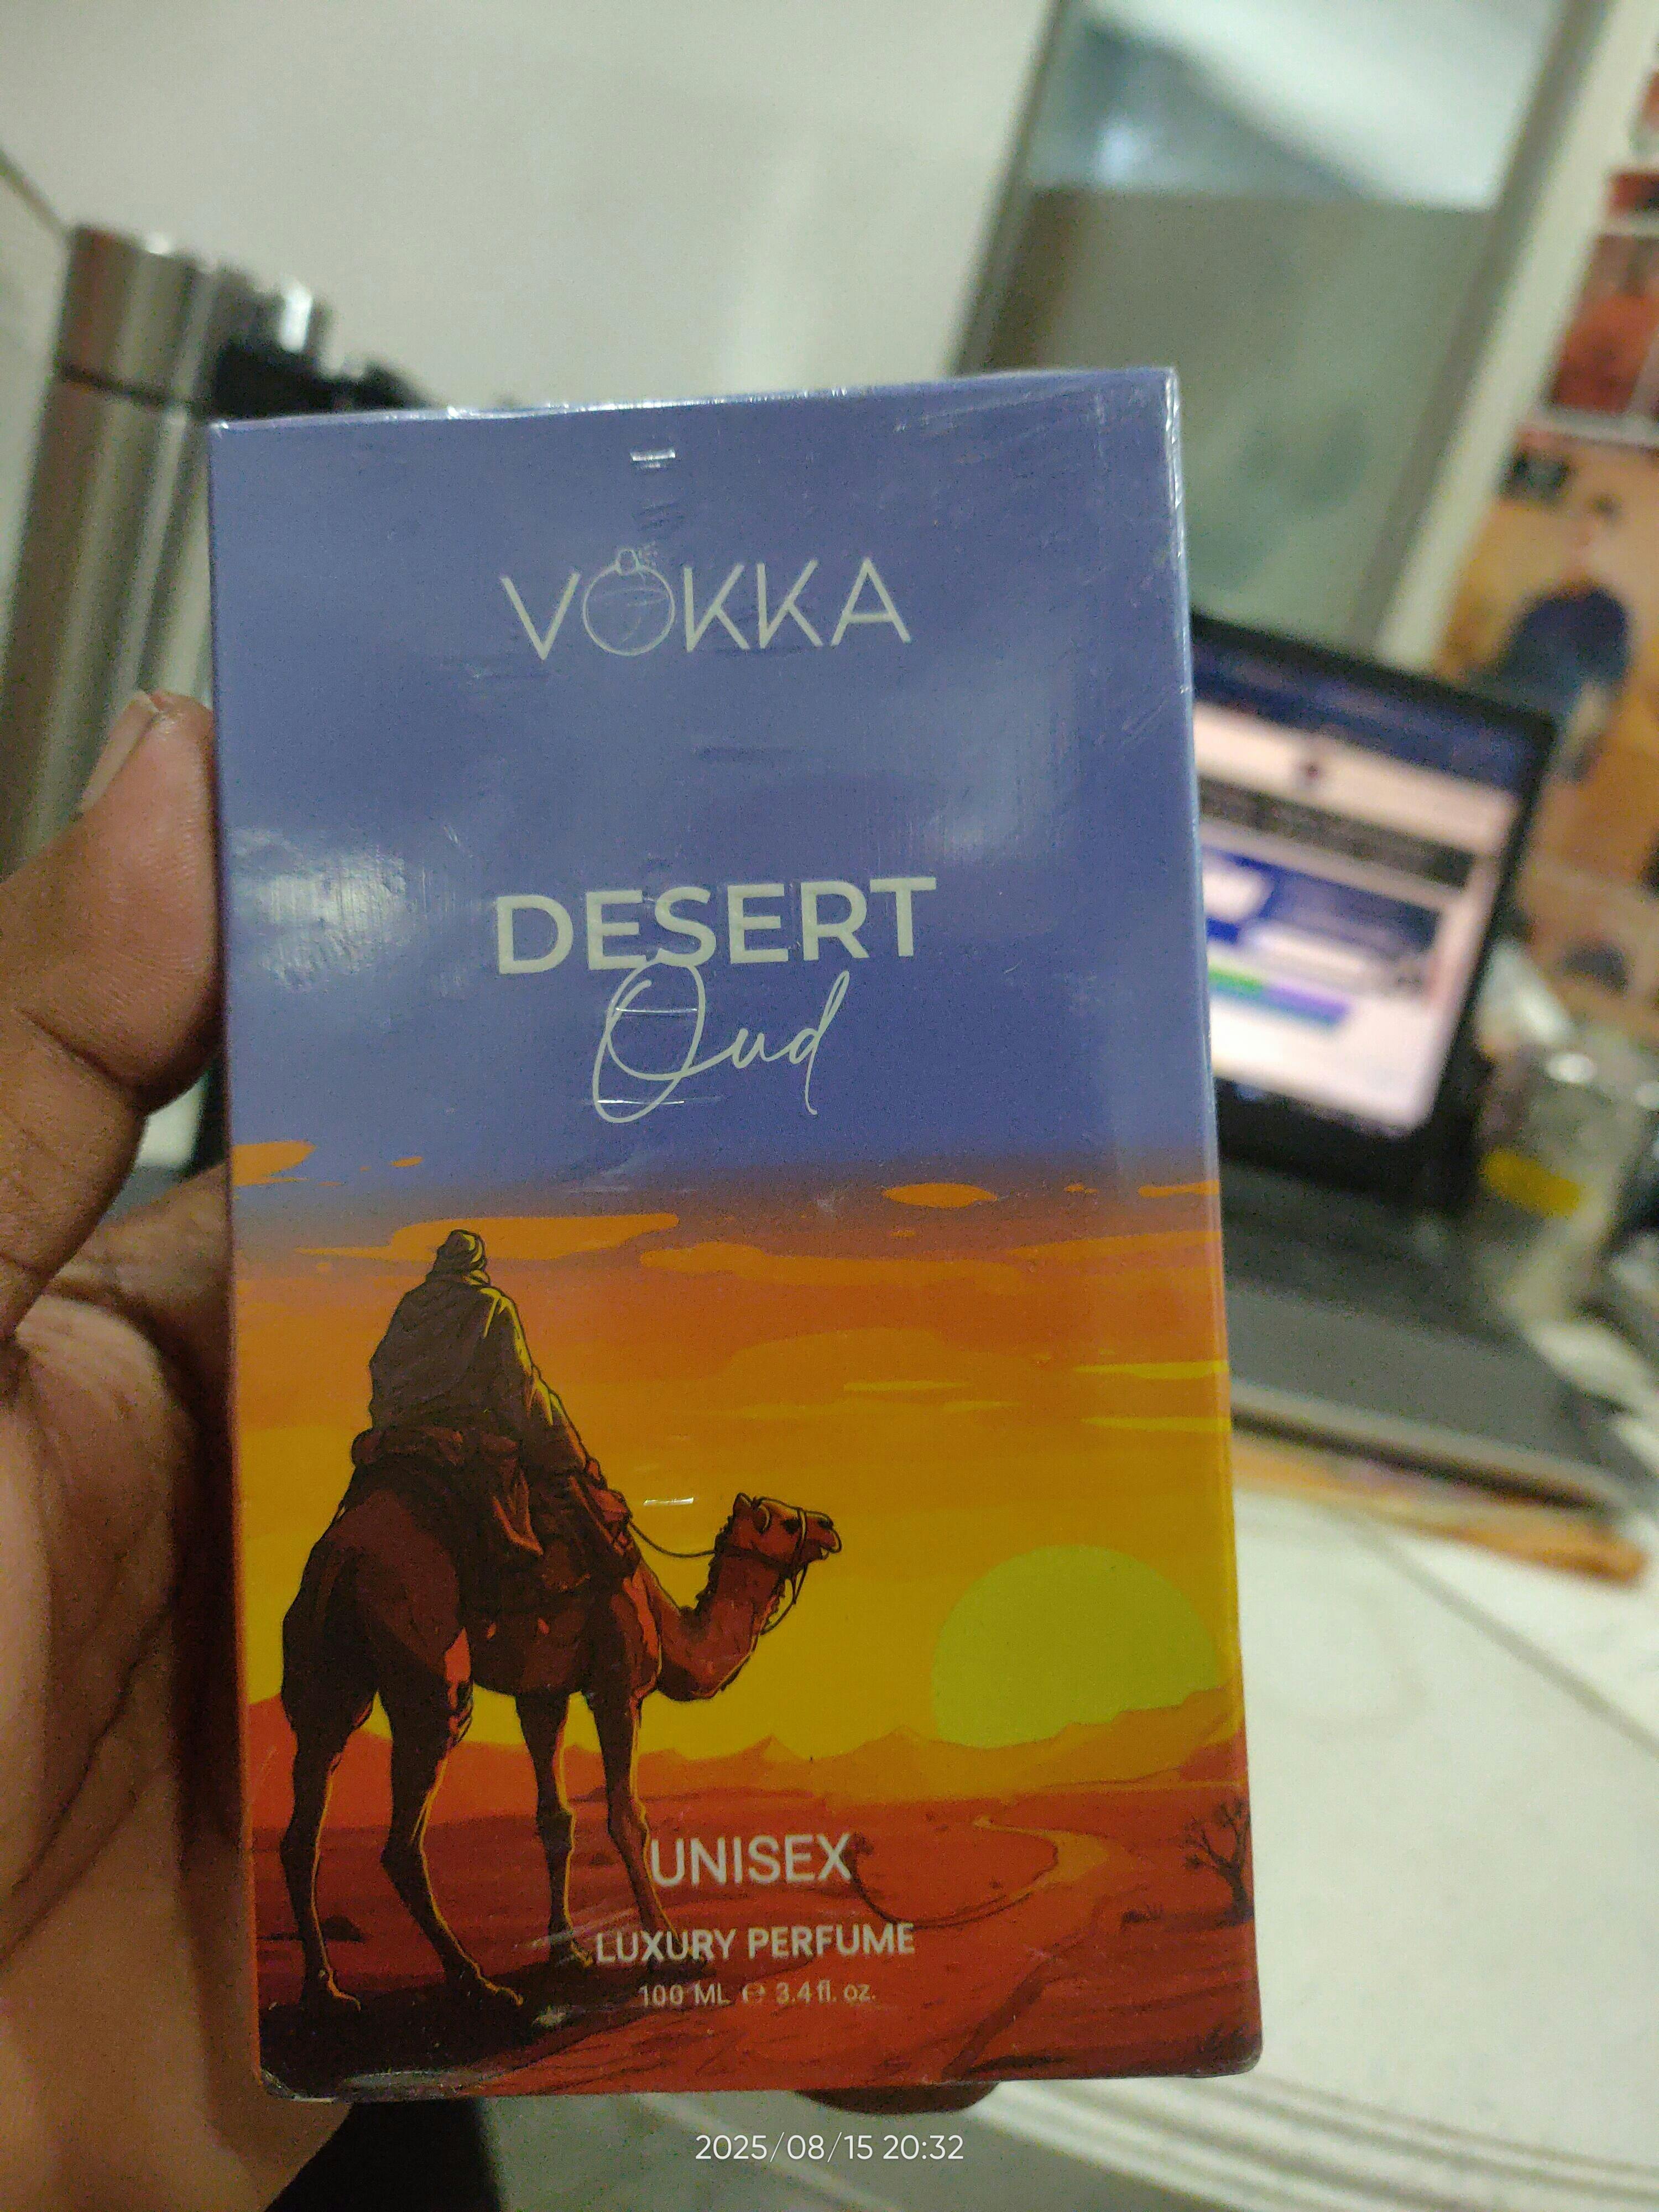 VOKKA
DESERT
Oud
UNISEX
LUXURY PERFUME
100 ML ℮ 3.4 fl. oz.
2025/08/15 20:32